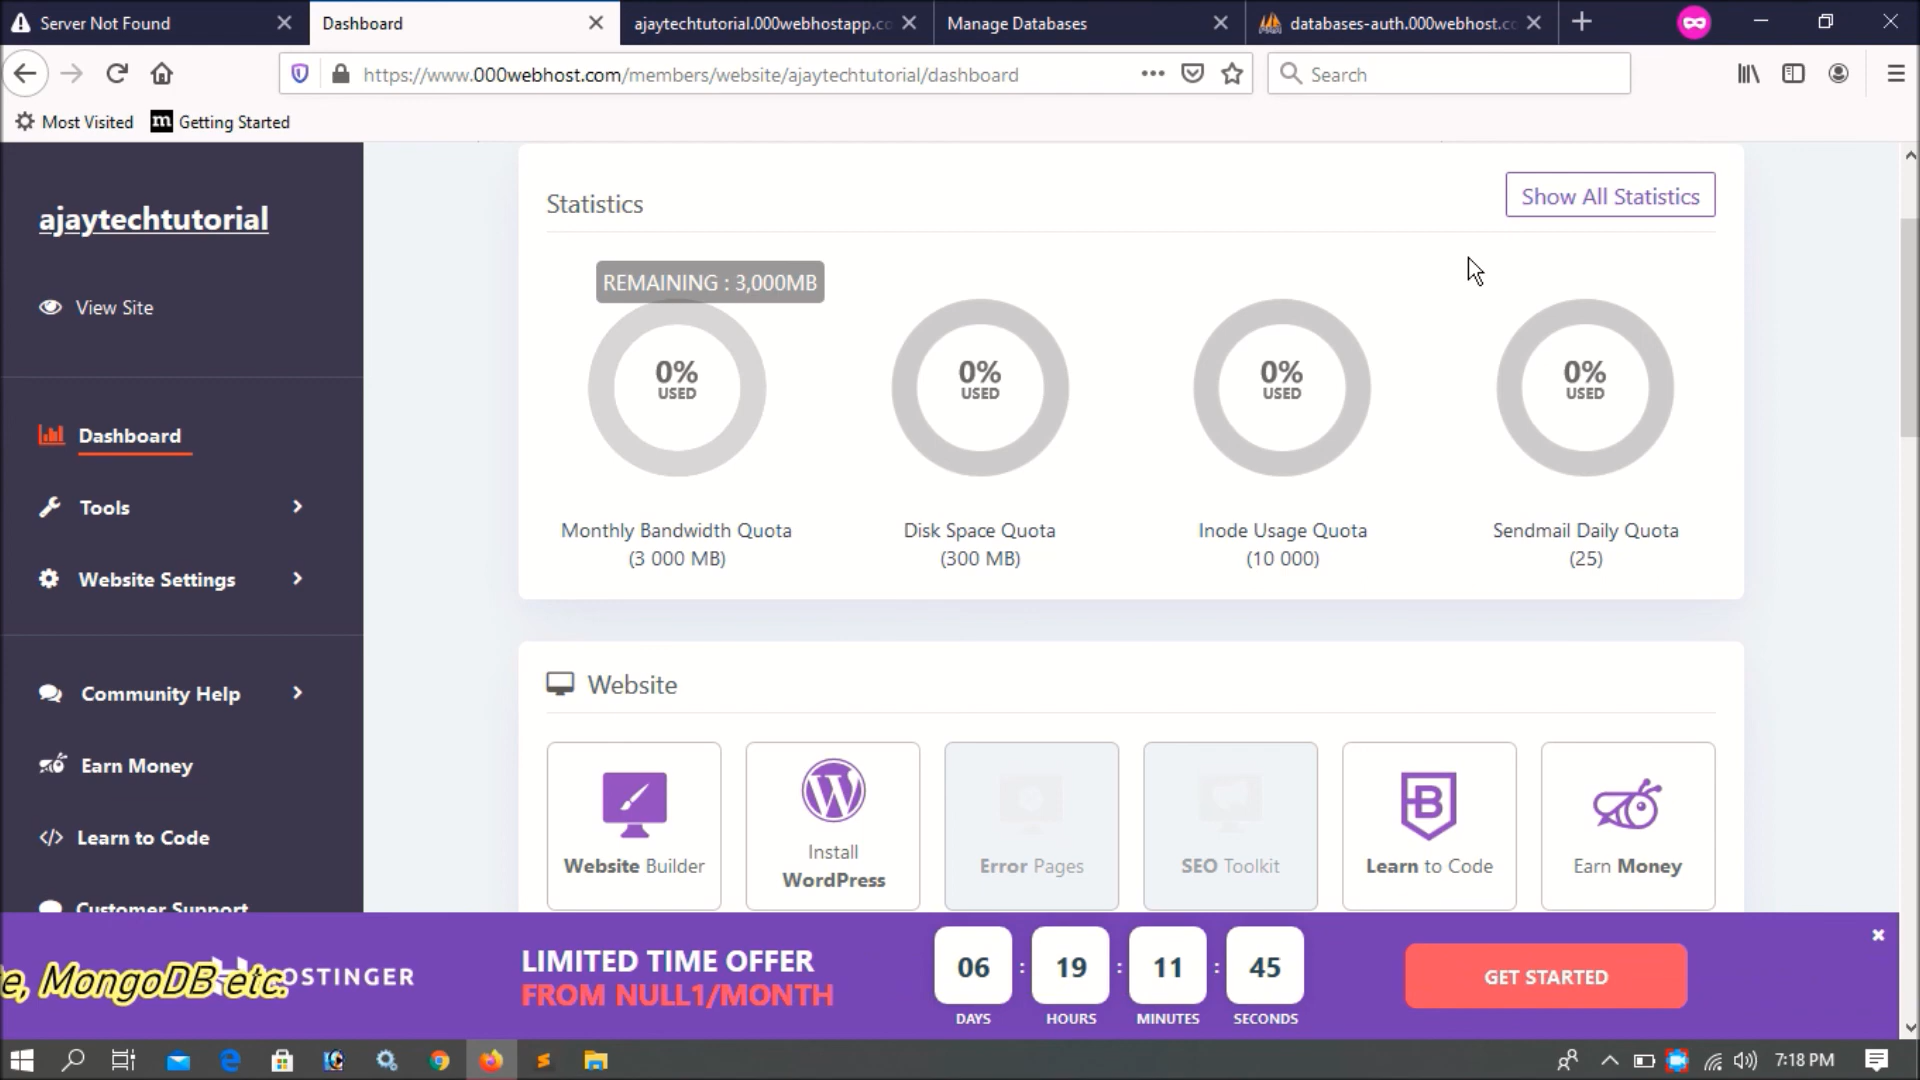 Server Not Found
Dashboard
ajaytechtutorial.000webhostapp.co
Manage Databases
databases-auth.000webhost.co
https://www.000webhost.com/members/website/ajaytechtutorial/dashboard
Search
Most Visited
m Getting Started
ajaytechtutorial
View Site
Dashboard
Tools
Website Settings
Community Help
Earn Money
Learn to Code
Customer Support
Statistics
Show All Statistics
REMAINING : 3,000MB
0%
USED
0%
USED
0%
USED
0%
USED
Monthly Bandwidth Quota
(3 000 MB)
Disk Space Quota
(300 MB)
Inode Usage Quota
(10 000)
Sendmail Daily Quota
(25)
Website
Website Builder
Install
WordPress
Error Pages
SEO Toolkit
B
Learn to Code
Earn Money
e, MongoDB etc.
OSTINGER
LIMITED TIME OFFER
FROM NULL1/MONTH
06 : 19 : 11 : 45
DAYS HOURS MINUTES SECONDS
GET STARTED
7:18 PM